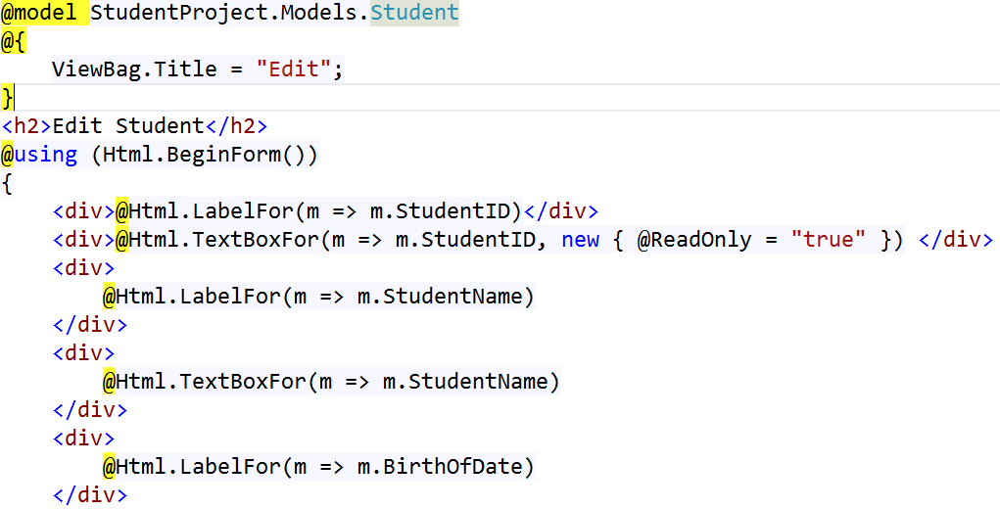 @model StudentProject.Models.Student
@{
    ViewBag.Title = "Edit";
}
<h2>Edit Student</h2>
@using (Html.BeginForm())
{
    <div>@Html.LabelFor(m => m.StudentID)</div>
    <div>@Html.TextBoxFor(m => m.StudentID, new { @ReadOnly = "true" }) </div>
    <div>
        @Html.LabelFor(m => m.StudentName)
    </div>
    <div>
        @Html.TextBoxFor(m => m.StudentName)
    </div>
    <div>
        @Html.LabelFor(m => m.BirthOfDate)
    </div>